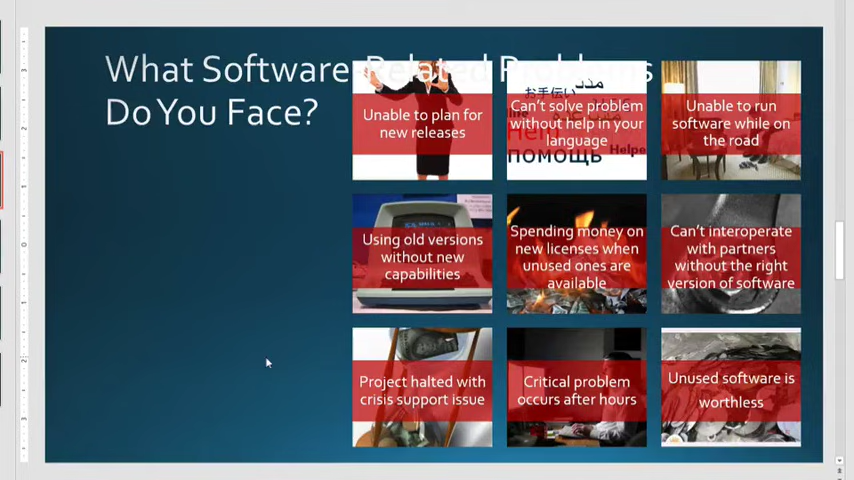 What Software-Related Problems
Do You Face?
Unable to plan for
new releases
お手伝い
Can't solve problem
without help in your
language
Help
Helpe
помощь
Unable to run
software while on
the road
Using old versions
without new
capabilities
Spending money on
new licenses when
unused ones are
available
Can't interoperate
with partners
without the right
version of software
Project halted with
crisis support issue
Critical problem
occurs after hours
Unused software is
worthless